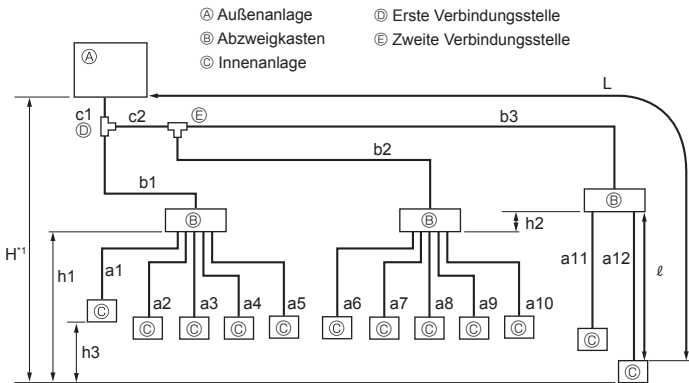 Ⓐ Außenanlage
Ⓑ Abzweigkasten
Ⓒ Innenanlage
Ⓓ Erste Verbindungsstelle
Ⓔ Zweite Verbindungsstelle
Ⓐ
L
c1
c2
Ⓔ
b3
Ⓓ
b2
b1
Ⓑ
Ⓑ
Ⓑ
h2
H*1
h1
a1
a2
a3
a4
a5
a6
a7
a8
a9
a10
a11
a12
ℓ
Ⓒ
Ⓒ
Ⓒ
Ⓒ
Ⓒ
Ⓒ
Ⓒ
Ⓒ
Ⓒ
Ⓒ
Ⓒ
h3
Ⓒ